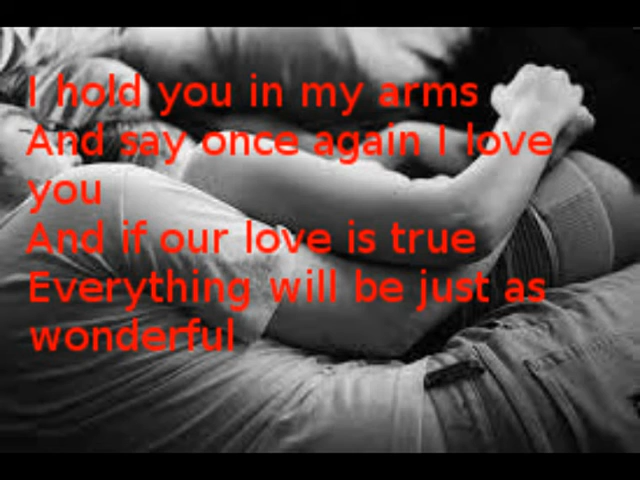 I hold you in my arms
And say once again I love
you
And if our love is true
Everything will be just as
wonderful